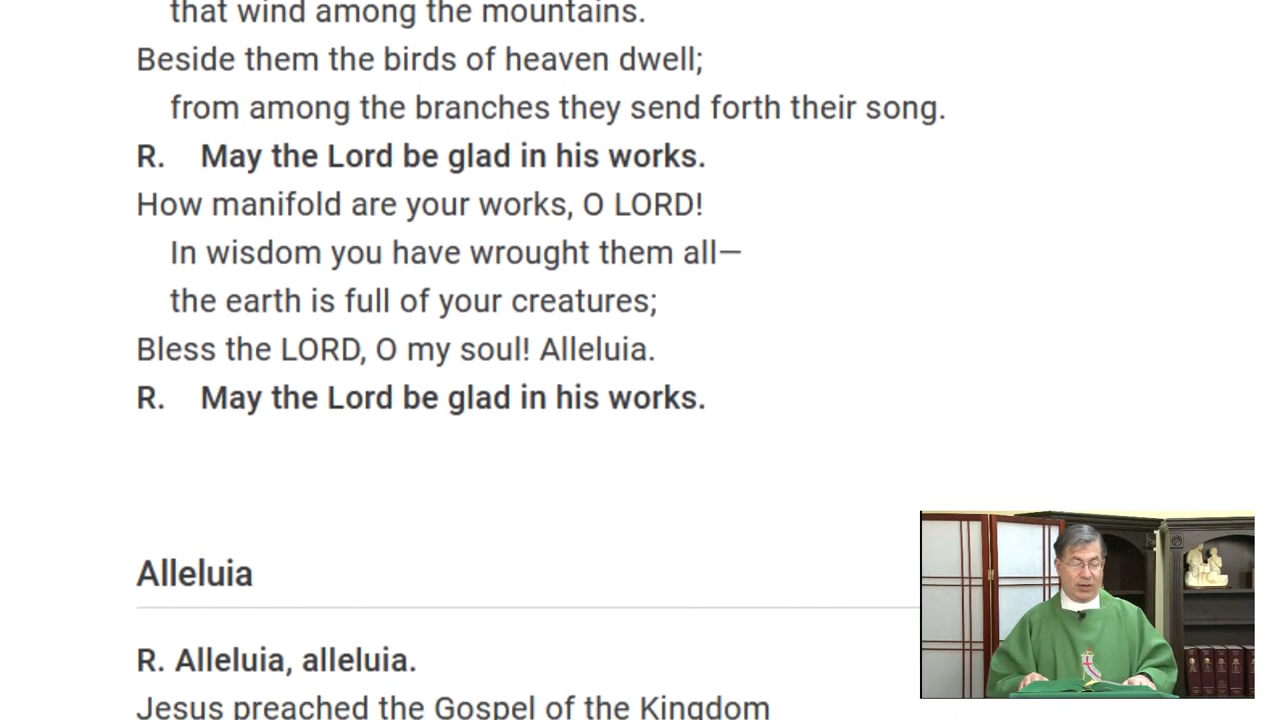 that wind among the mountains.
Beside them the birds of heaven dwell;
from among the branches they send forth their song.
R. May the Lord be glad in his works.
How manifold are your works, O LORD!
In wisdom you have wrought them all—
the earth is full of your creatures;
Bless the LORD, O my soul! Alleluia.
R. May the Lord be glad in his works.
Alleluia
R. Alleluia, alleluia.
Jesus preached the Gospel of the Kingdom